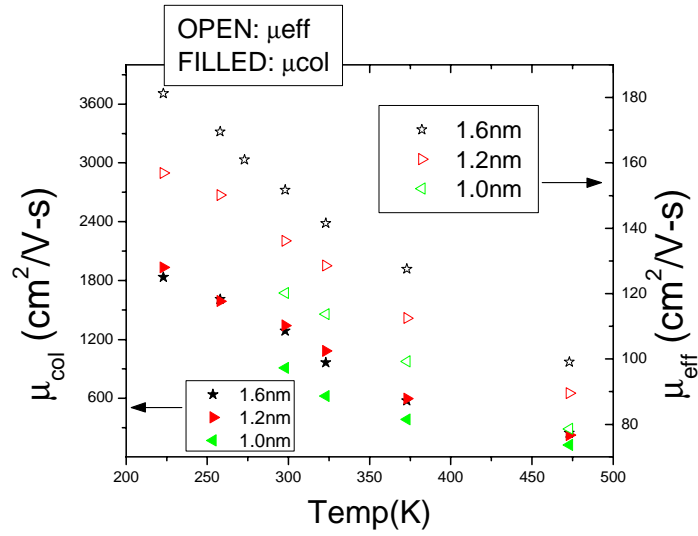 OPEN: μeff
FILLED: μcol
3600
3000
2400
1800
1200
600
μcol (cm²/V-s)
180
160
140
120
100
80
μeff (cm²/V-s)
1.6nm
1.2nm
1.0nm
1.6nm
1.2nm
1.0nm
200 250 300 350 400 450 500
Temp(K)